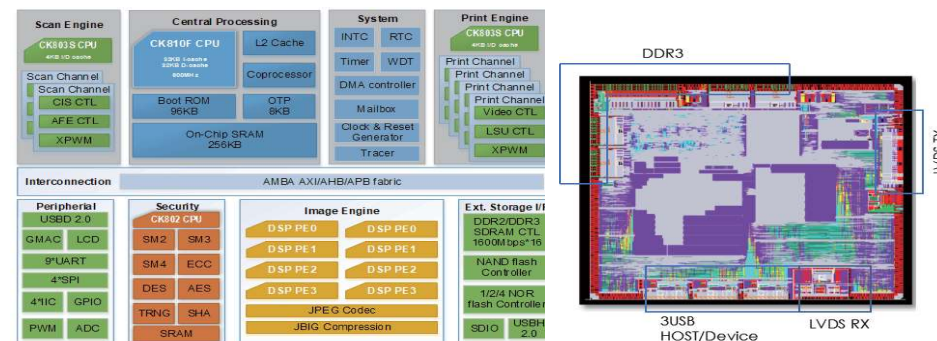 Scan Engine
CK803S CPU
4KB I/D cache
Scan Channel
Scan Channel
CIS CTL
AFE CTL
XPWM
Central Processing
CK810F CPU
32KB I-cache
32KB D-cache
800MHz
L2 Cache
Coprocessor
Boot ROM
96KB
OTP
8KB
On-Chip SRAM
256KB
System
INTC
RTC
Timer
WDT
DMA controller
Mailbox
Clock & Reset
Generator
Tracer
Print Engine
CK803S CPU
4KB I/D cache
Print Channel
Print Channel
Print Channel
Print Channel
Video CTL
LSU CTL
XPWM
Interconnection
AMBA AXI/AHB/APB fabric
Peripherial
USBD 2.0
GMAC
LCD
9*UART
4*SPI
4*IIC
GPIO
PWM
ADC
Security
CK802 CPU
SM2
SM3
SM4
ECC
DES
AES
TRNG
SHA
SRAM
Image Engine
DSP PE0
DSP PE0
DSP PE1
DSP PE1
DSP PE2
DSP PE2
DSP PE3
DSP PE3
JPEG Codec
JBIG Compression
Ext. Storage I/F
DDR2/DDR3
SDRAM CTL
1600Mbps*16
NAND flash
Controller
1/2/4 NOR
flash Controller
SDIO
USBH
2.0
DDR3
LVDS TX
3USB
HOST/Device
LVDS RX